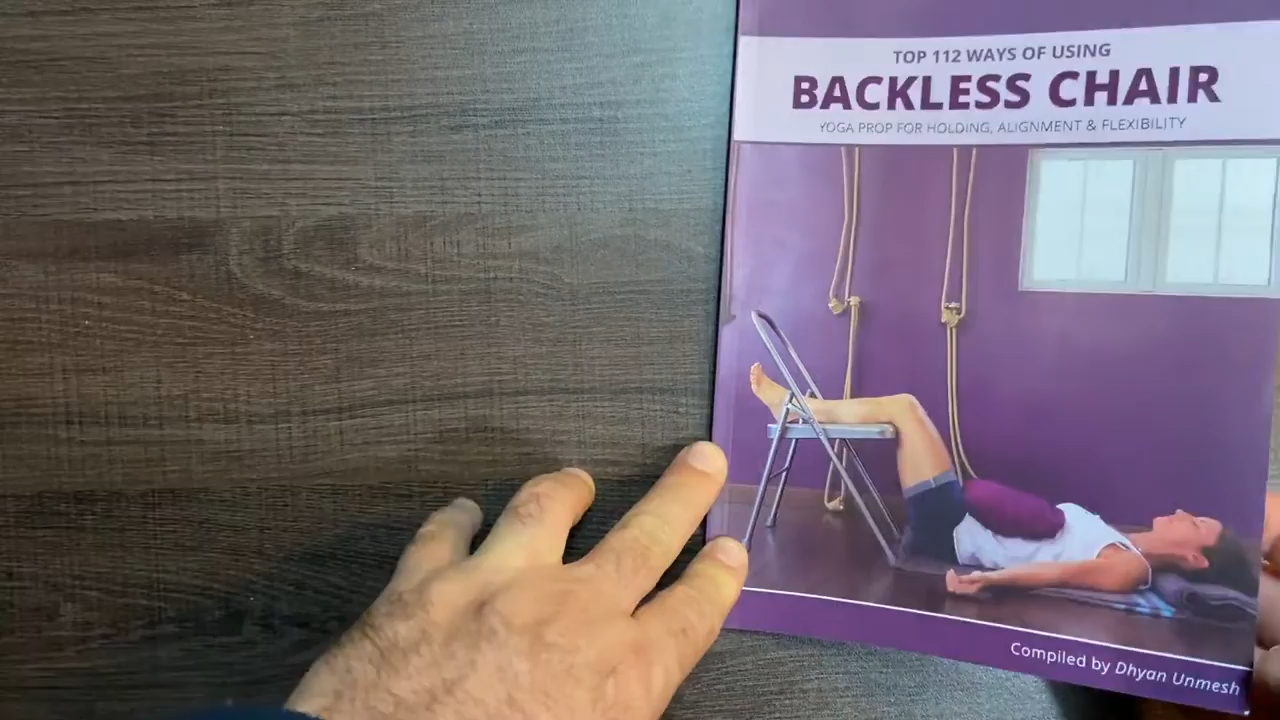 TOP 112 WAYS OF USING
BACKLESS CHAIR
YOGA PROP FOR HOLDING, ALIGNMENT & FLEXIBILITY
Compiled by Dhyan Unmesh